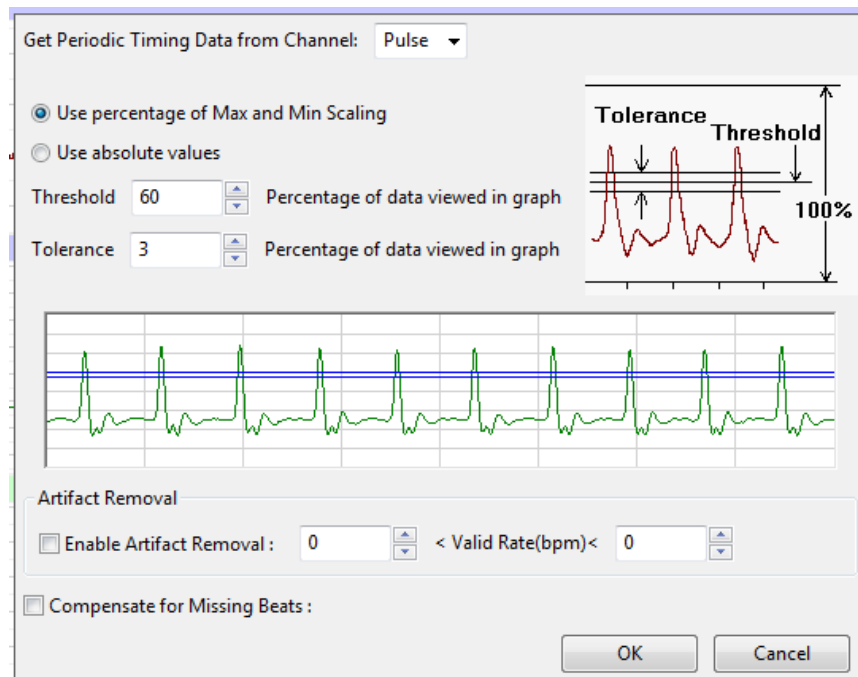 Get Periodic Timing Data from Channel: Pulse
Use percentage of Max and Min Scaling
Use absolute values
Threshold 60 Percentage of data viewed in graph
Tolerance 3 Percentage of data viewed in graph
Tolerance
Threshold
100%
Artifact Removal
Enable Artifact Removal : 0 < Valid Rate(bpm)< 0
Compensate for Missing Beats :
OK Cancel